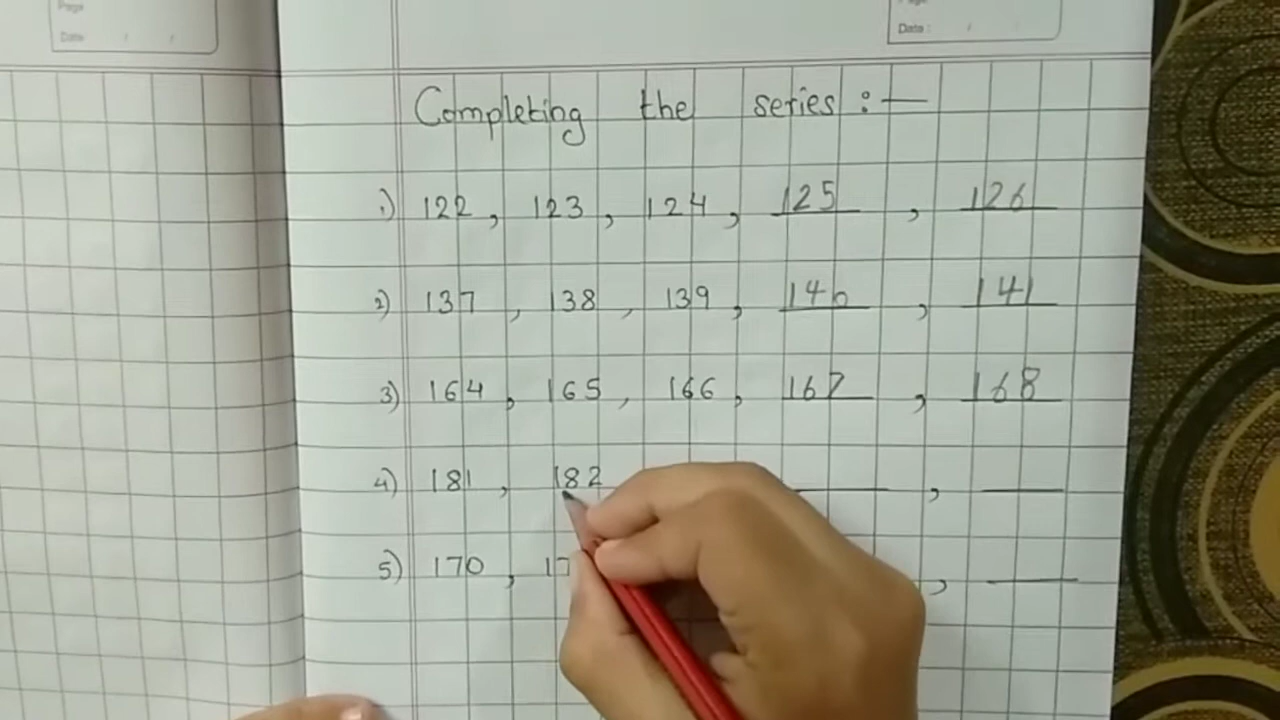 Page
Date / /
Date : / /
Completing the series :—
1) 122 , 123 , 124 , 125 , 126
2) 137 , 138 , 139 , 140 , 141
3) 164 , 165 , 166 , 167 , 168
4) 181 , 182 ,
5) 170 , ,